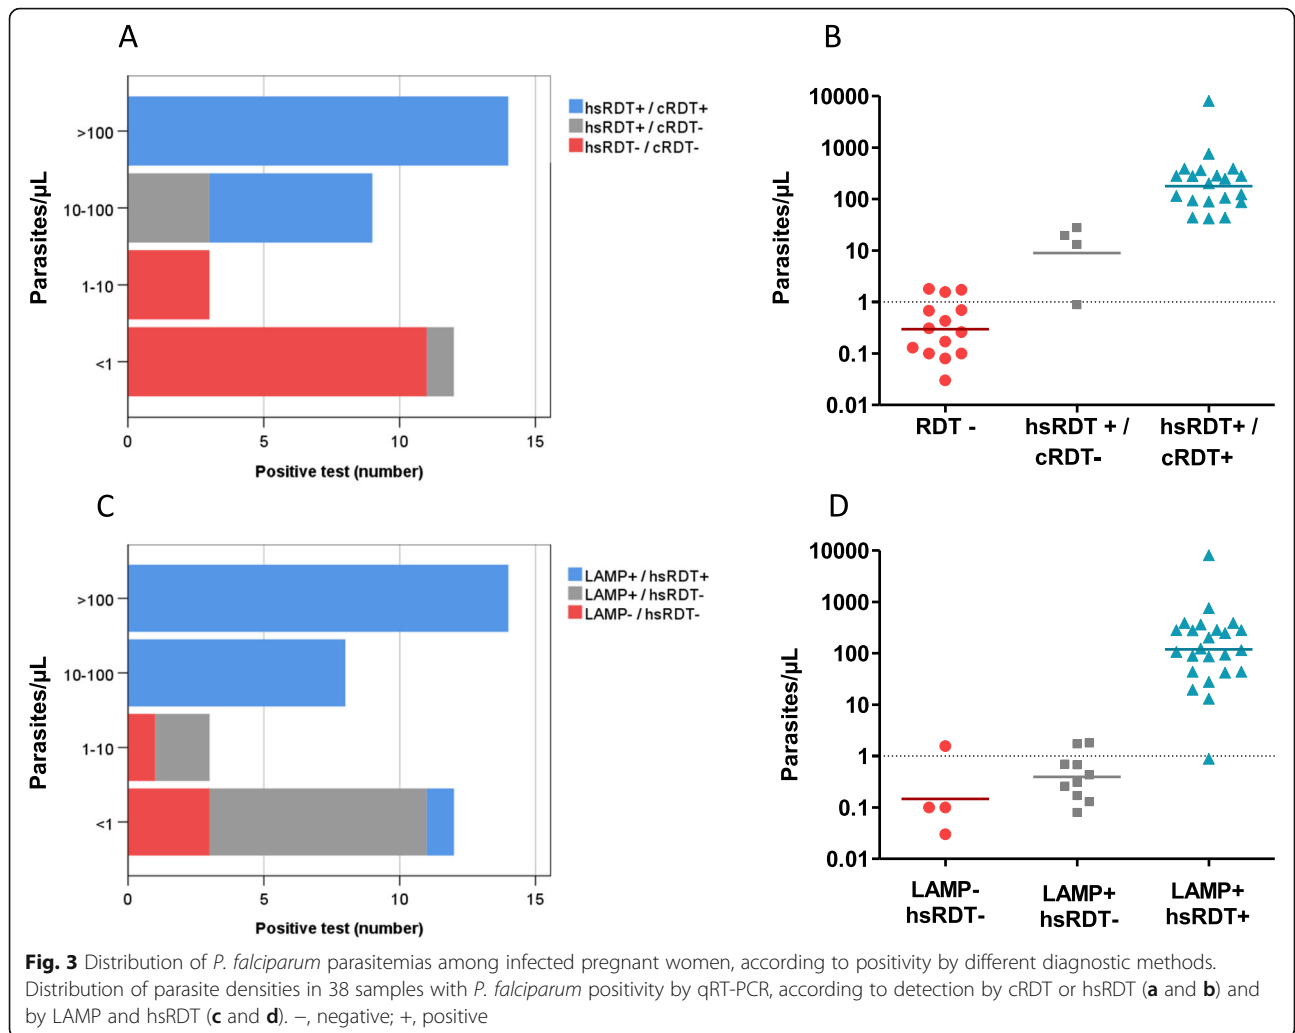 A
Parasites/µL
>100
10-100
1-10
<1
0 5 10 15
Positive test (number)
hsRDT+ / cRDT+
hsRDT+ / cRDT-
hsRDT- / cRDT-
B
Parasites/µL
10000
1000
100
10
1
0.1
0.01
RDT - hsRDT + / hsRDT+ /
cRDT- cRDT+
C
Parasites/µL
>100
10-100
1-10
<1
0 5 10 15
Positive test (number)
LAMP+ / hsRDT+
LAMP+ / hsRDT-
LAMP- / hsRDT-
D
Parasites/µL
10000
1000
100
10
1
0.1
0.01
LAMP- LAMP+ LAMP+
hsRDT- hsRDT- hsRDT+
Fig. 3 Distribution of P. falciparum parasitemias among infected pregnant women, according to positivity by different diagnostic methods.
Distribution of parasite densities in 38 samples with P. falciparum positivity by qRT-PCR, according to detection by cRDT or hsRDT (a and b) and
by LAMP and hsRDT (c and d). −, negative; +, positive